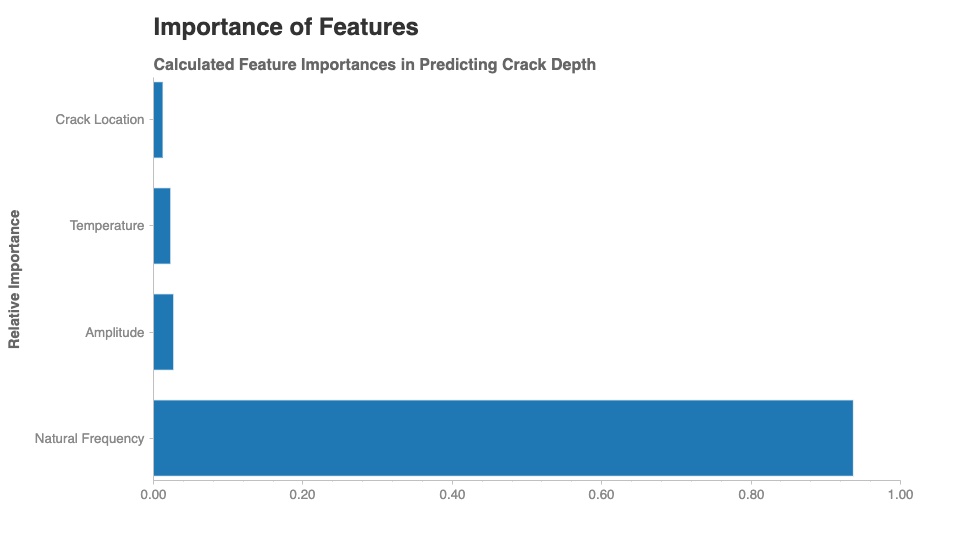 Importance of Features
Calculated Feature Importances in Predicting Crack Depth
Relative Importance
Crack Location
Temperature
Amplitude
Natural Frequency
0.00 0.20 0.40 0.60 0.80 1.00